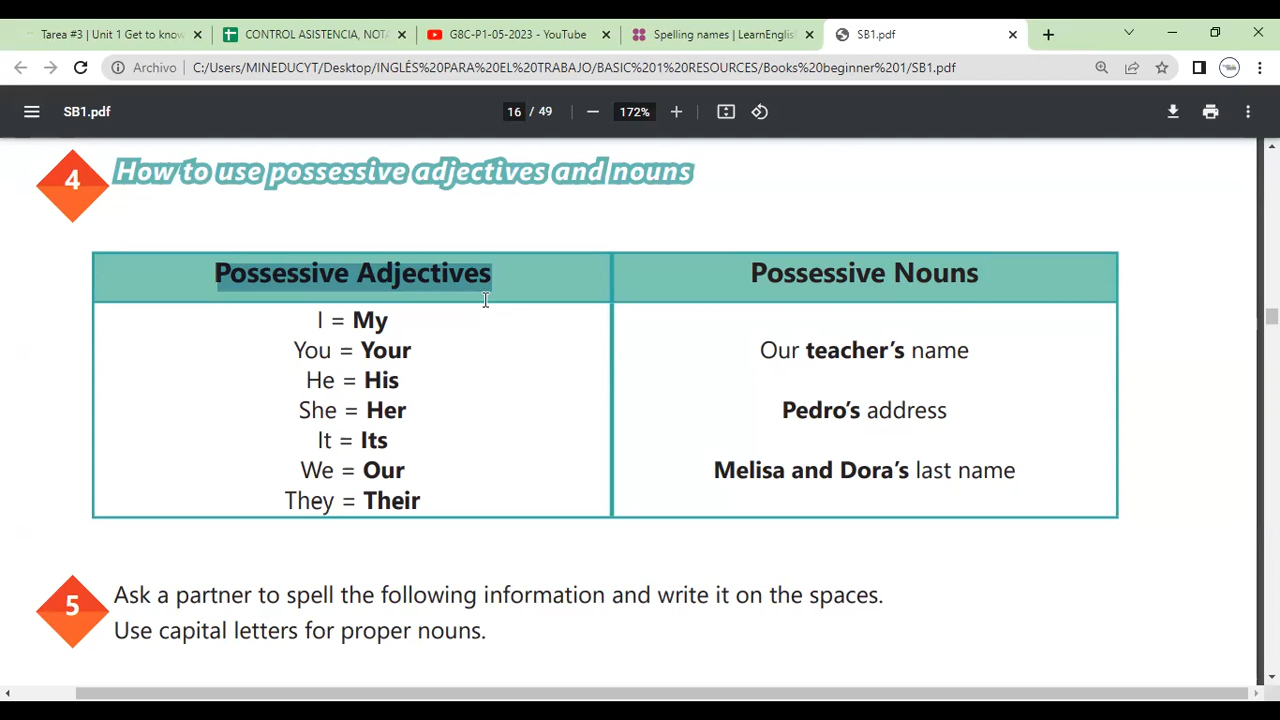 Tarea #3 | Unit 1 Get to know
CONTROL ASISTENCIA, NOTA
G8C-P1-05-2023 - YouTube
Spelling names | LearnEnglish
SB1.pdf
Archivo
C:/Users/MINEDUCYT/Desktop/INGLÉS%20PARA%20EL%20TRABAJO/BASIC%201%20RESOURCES/Books%20beginner%201/SB1.pdf
SB1.pdf
16 / 49
172%
4
How to use possessive adjectives and nouns
Possessive Adjectives
Possessive Nouns
I = My
You = Your
He = His
She = Her
It = Its
We = Our
They = Their
Our teacher's name
Pedro's address
Melisa and Dora's last name
5
Ask a partner to spell the following information and write it on the spaces.
Use capital letters for proper nouns.